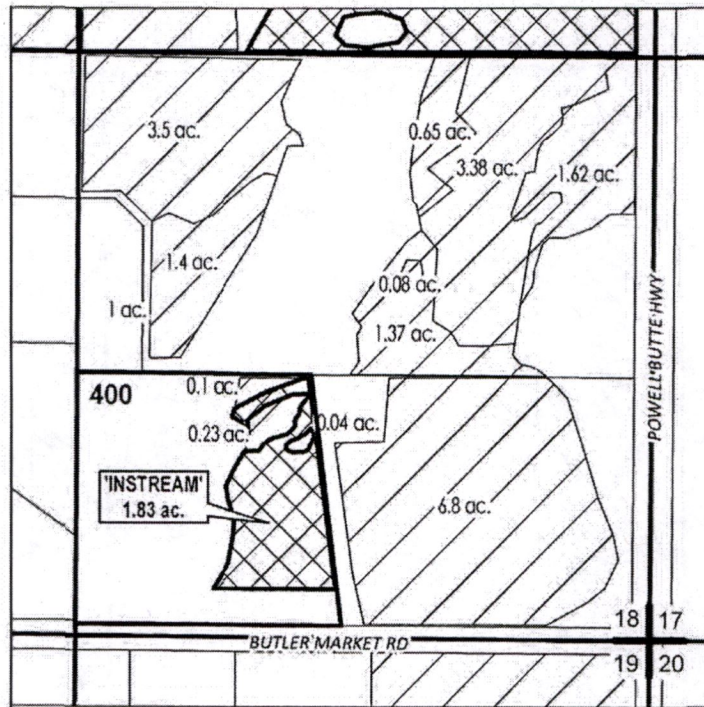 3.5 ac.
0.65 ac.
3.38 ac.
1.62 ac.
1.4 ac.
1 ac.
0.08 ac.
1.37 ac.
POWELL BUTTE HWY
400
0.1 ac.
0.23 ac.
0.04 ac.
'INSTREAM'
1.83 ac.
6.8 ac.
18 17
BUTLER MARKET RD
19 20